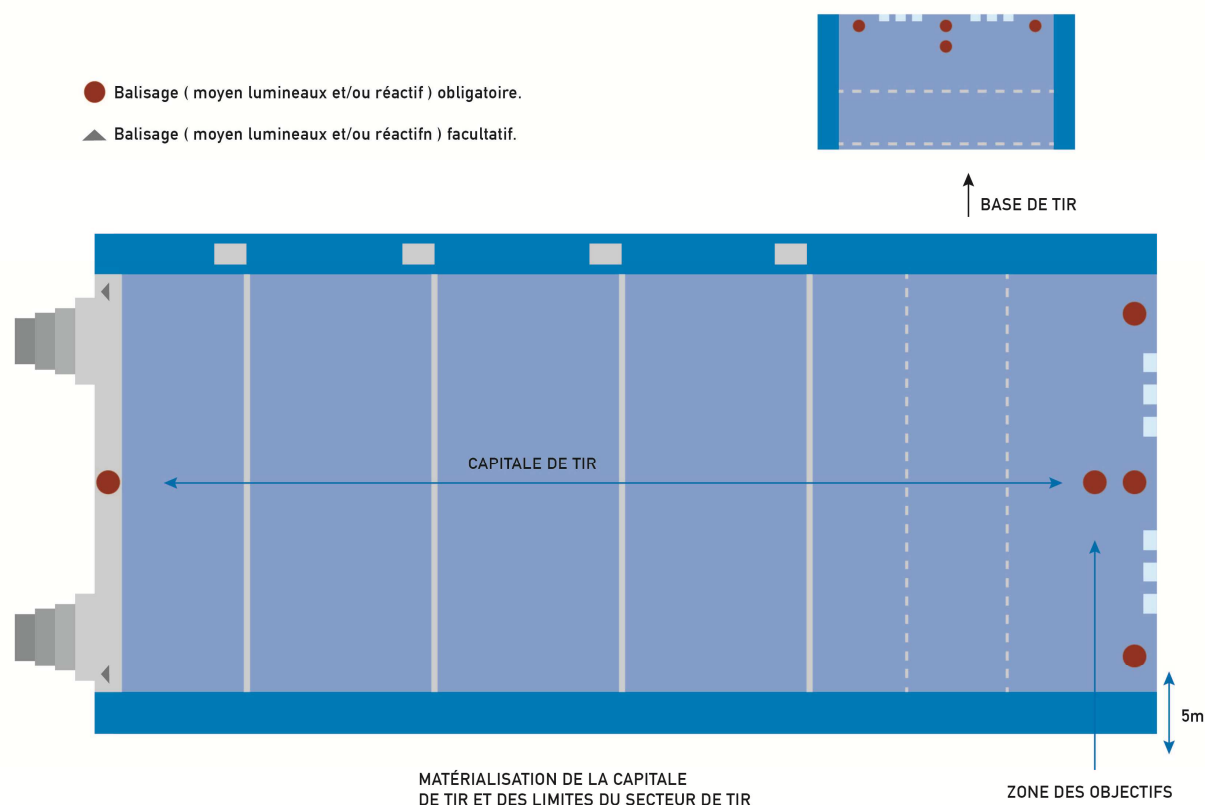 Balisage ( moyen lumineaux et/ou réactif ) obligatoire.
Balisage ( moyen lumineaux et/ou réactifn ) facultatif.
BASE DE TIR
CAPITALE DE TIR
5m
MATÉRIALISATION DE LA CAPITALE
DE TIR ET DES LIMITES DU SECTEUR DE TIR
ZONE DES OBJECTIFS